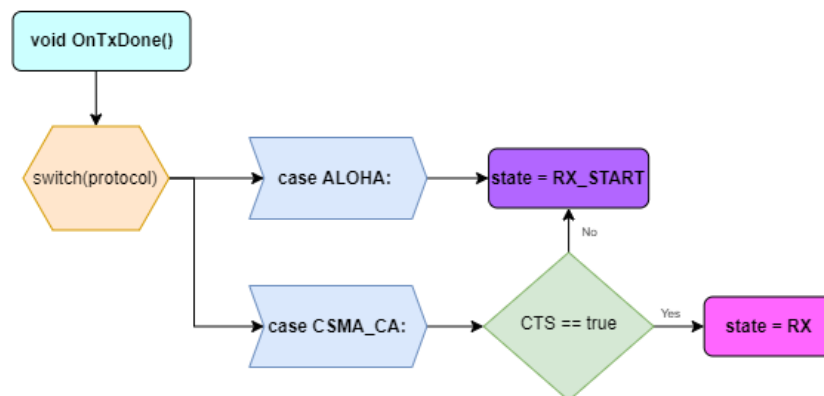 void OnTxDone()
switch(protocol)
case ALOHA:
state = RX_START
No
case CSMA_CA:
CTS == true
Yes
state = RX